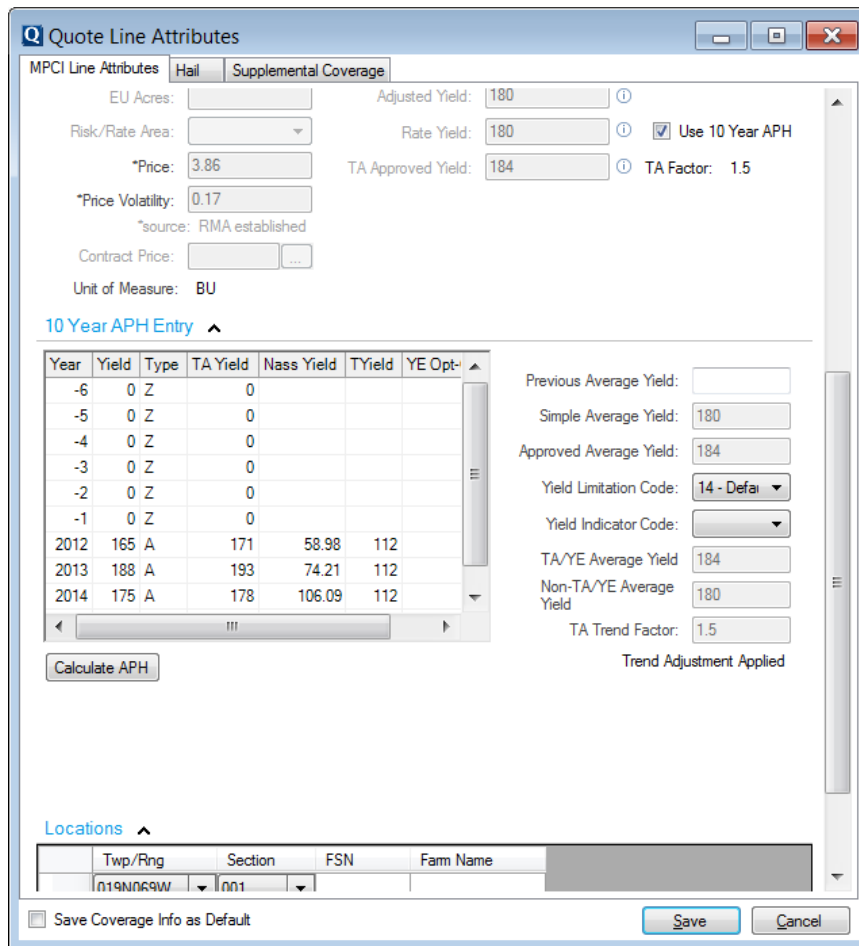 Quote Line Attributes
MPCI Line Attributes Hail Supplemental Coverage
EU Acres: Adjusted Yield: 180
Risk/Rate Area: Rate Yield: 180 Use 10 Year APH
*Price: 3.86 TA Approved Yield: 184 TA Factor: 1.5
*Price Volatility: 0.17
*source: RMA established
Contract Price: ...
Unit of Measure: BU
10 Year APH Entry
Year Yield Type TA Yield Nass Yield TYield YE Opt-
-6 0 Z 0
-5 0 Z 0
-4 0 Z 0
-3 0 Z 0
-2 0 Z 0
-1 0 Z 0
2012 165 A 171 58.98 112
2013 188 A 193 74.21 112
2014 175 A 178 106.09 112
Previous Average Yield:
Simple Average Yield: 180
Approved Average Yield: 184
Yield Limitation Code: 14 - Defau
Yield Indicator Code:
TA/YE Average Yield 184
Non-TA/YE Average
Yield 180
TA Trend Factor: 1.5
Calculate APH
Trend Adjustment Applied
Locations
Twp/Rng Section FSN Farm Name
019N069W 001
Save Coverage Info as Default Save Cancel